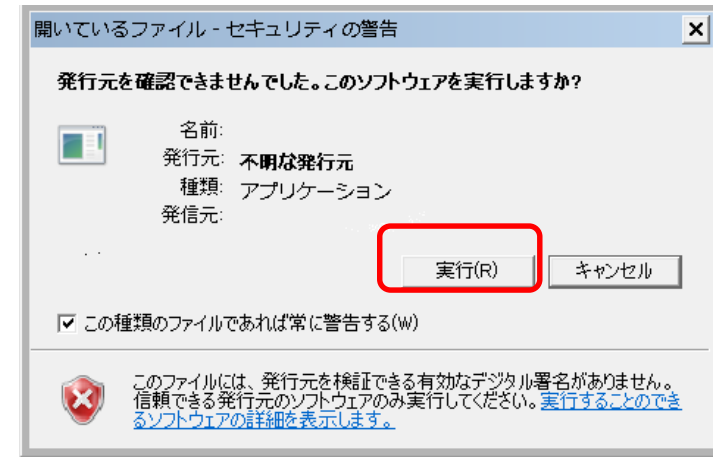 開いているファイル - セキュリティの警告
発行元を確認できませんでした。このソフトウェアを実行しますか?
名前:
発行元: 不明な発行元
種類: アプリケーション
発信元:
実行(R) キャンセル
この種類のファイルであれば常に警告する(W)
このファイルには、発行元を検証できる有効なデジタル署名がありません。
信頼できる発行元のソフトウェアのみ実行してください。実行することのでき
るソフトウェアの詳細を表示します。